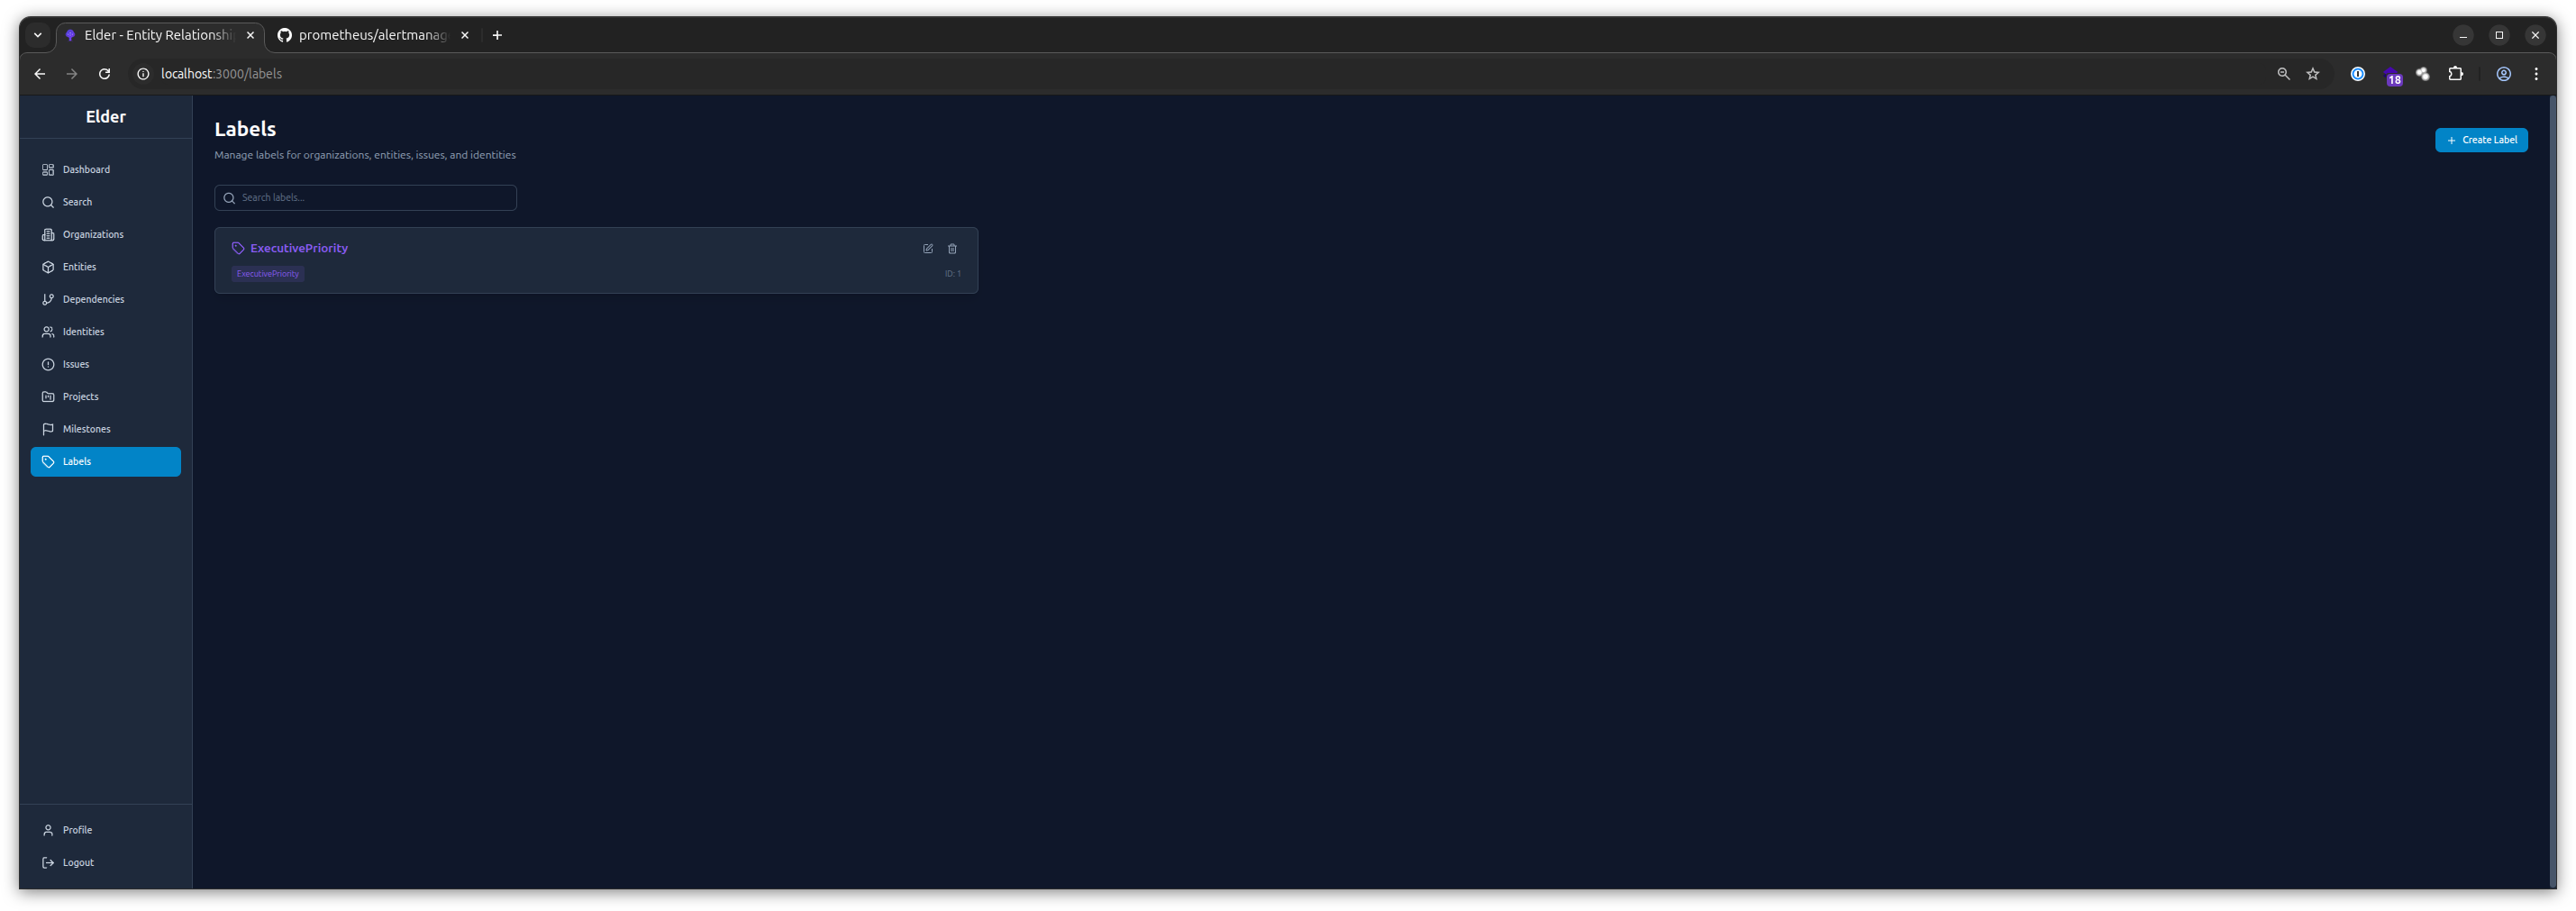 Elder - Entity Relationshi
prometheus/alertmanag
localhost:3000/labels
18
Elder
Dashboard
Search
Organizations
Entities
Dependencies
Identities
Issues
Projects
Milestones
Labels
Profile
Logout
Labels
Manage labels for organizations, entities, issues, and identities
Create Label
Search labels...
ExecutivePriority
ExecutivePriority
ID: 1